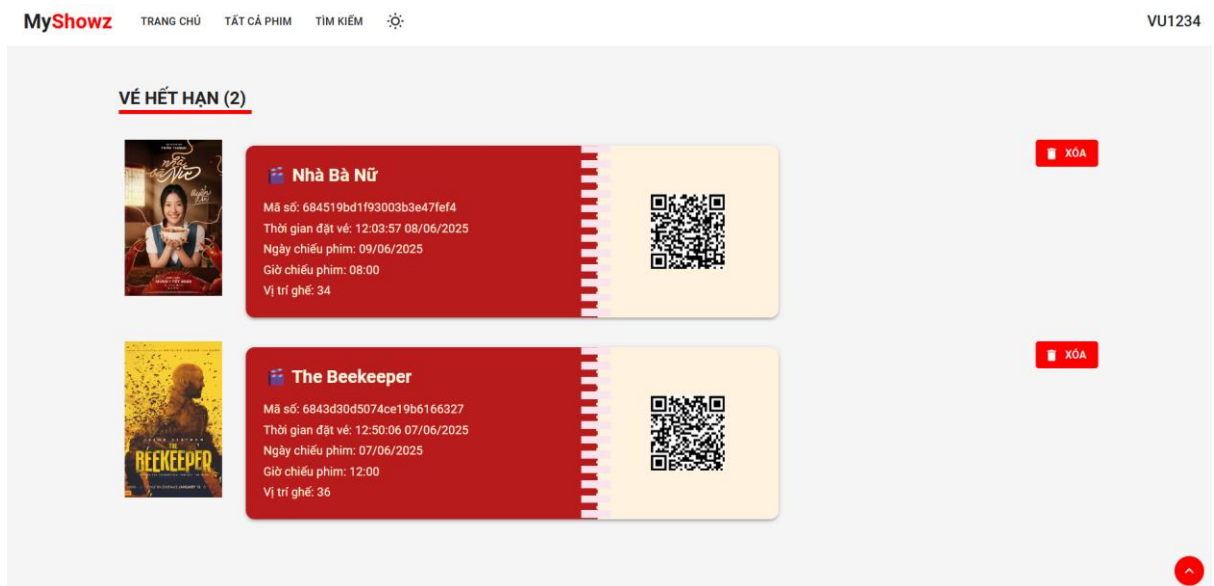 MyShowz TRANG CHỦ TẤT CẢ PHIM TÌM KIẾM VU1234
VÉ HẾT HẠN (2)
Nhà Bà Nữ
Mã số: 684519bd1f93003b3e47fef4
Thời gian đặt vé: 12:03:57 08/06/2025
Ngày chiếu phim: 09/06/2025
Giờ chiếu phim: 08:00
Vị trí ghế: 34
XÓA
The Beekeeper
Mã số: 6843d30d5074ce19b6166327
Thời gian đặt vé: 12:50:06 07/06/2025
Ngày chiếu phim: 07/06/2025
Giờ chiếu phim: 12:00
Vị trí ghế: 36
XÓA
THE
BEEKEEPER